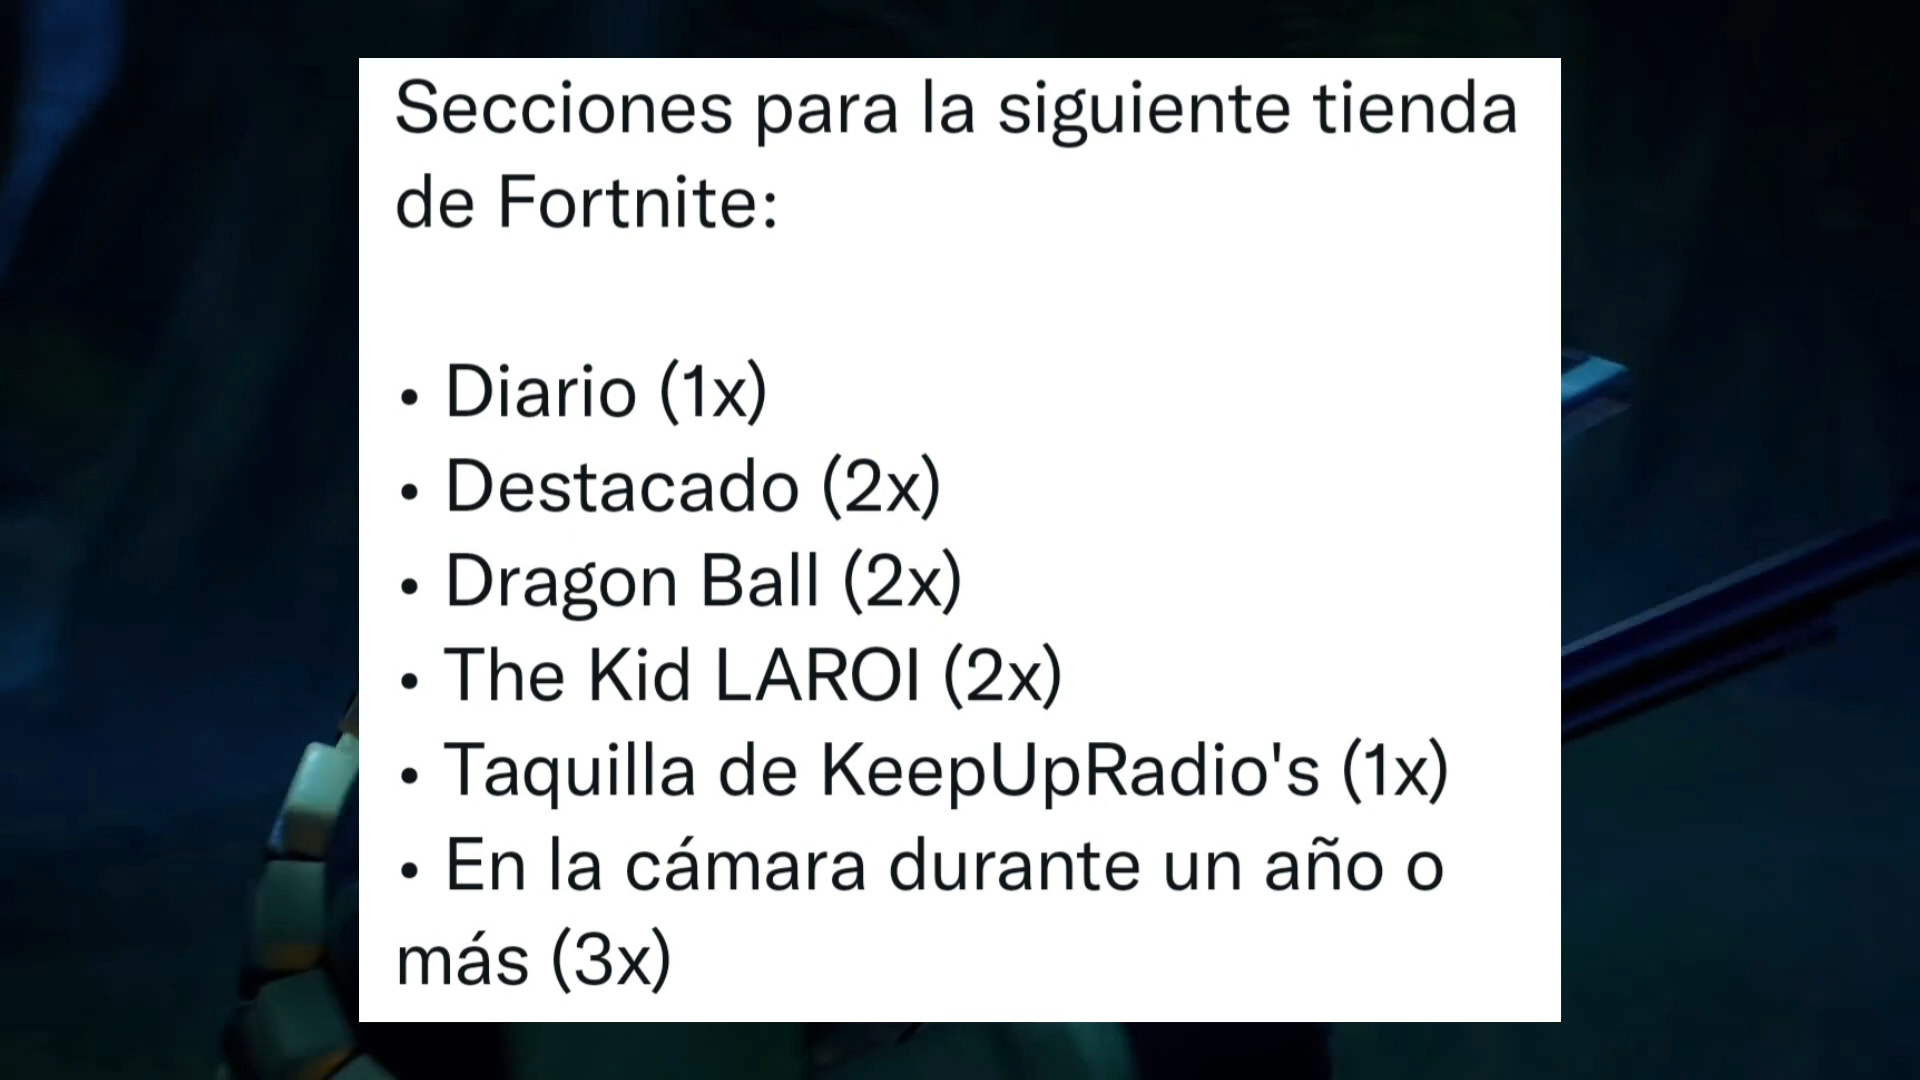 Secciones para la siguiente tienda
de Fortnite:
• Diario (1x)
• Destacado (2x)
• Dragon Ball (2x)
• The Kid LAROI (2x)
• Taquilla de KeepUpRadio's (1x)
• En la cámara durante un año o
más (3x)